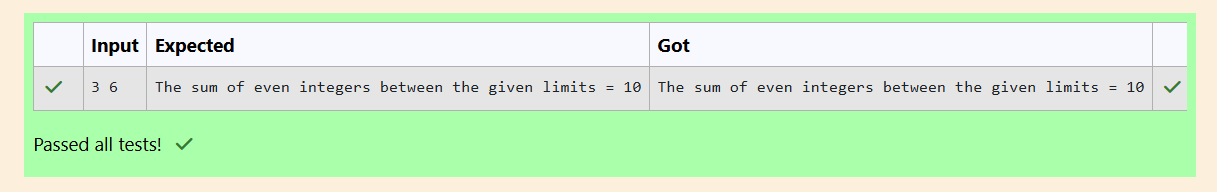 Input Expected Got
3 6 The sum of even integers between the given limits = 10 The sum of even integers between the given limits = 10
Passed all tests!